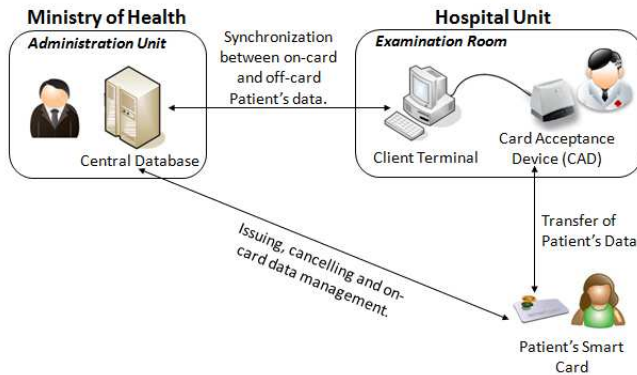 Ministry of Health
Administration Unit
Central Database
Synchronization
between on-card
and off-card
Patient's data.
Hospital Unit
Examination Room
Client Terminal
Card Acceptance
Device (CAD)
Issuing, cancelling and on-
card data management.
Transfer of
Patient's Data
Patient's Smart
Card